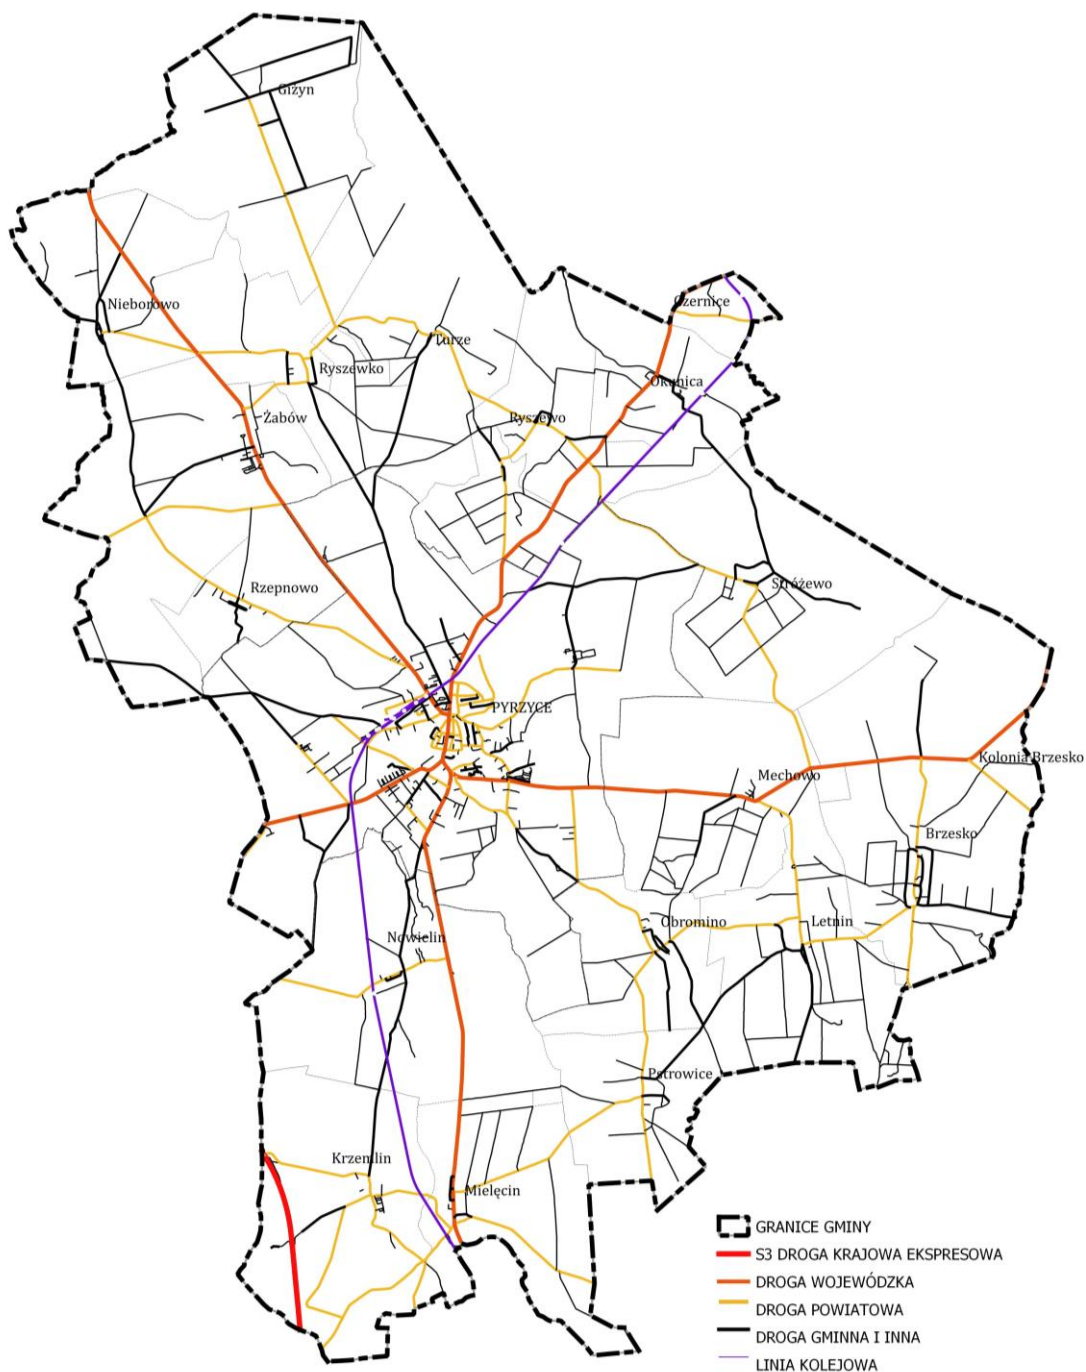 Giżyn
Nieborowo
Czernice
Turze
Ryszewko
Okunica
Żabów
Ryszewo
Stróżewo
Rzepnowo
PYRZYCE
Kolonia Brzesko
Mechowo
Brzesko
Obromino
Letnin
Nowielin
Pstrowice
Krzemlin
Mielęcin
GRANICE GMINY
S3 DROGA KRAJOWA EKSPRESOWA
DROGA WOJEWÓDZKA
DROGA POWIATOWA
DROGA GMINNA I INNA
LINIA KOLEJOWA